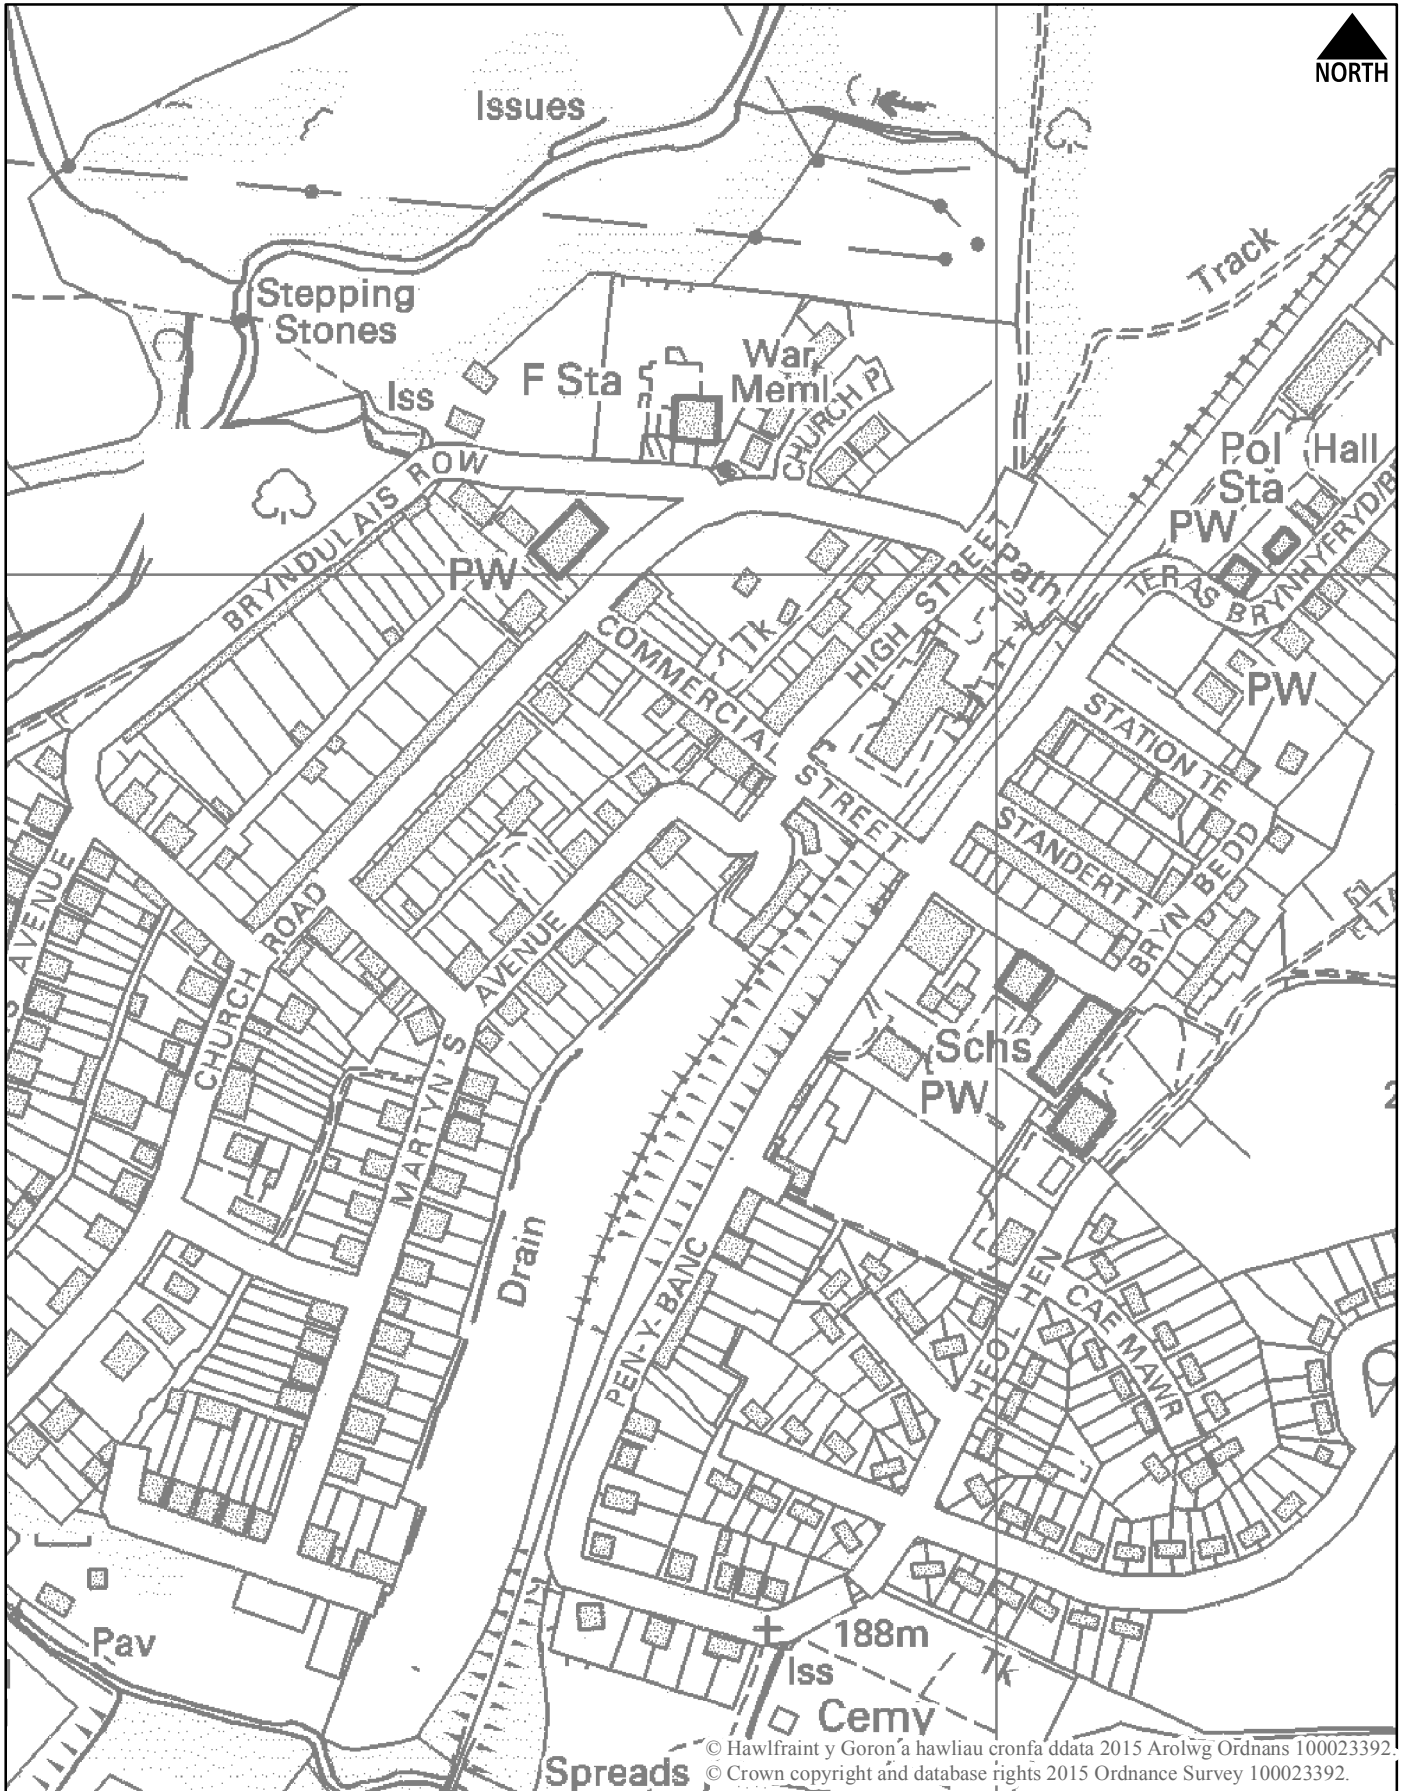 NORTH
Issues
Track
Stepping
Stones
War
Meml
F Sta
Iss
CHURCH P
BRYNDULAIS ROW
Pol
Sta
Hall
PW
PW
HIGH STREET
Path
TERAS BRYNHYFRYD/B
COMMERCIAL STREET
Tk
PW
STATION TE
STANDERT T
BRYN BEDD
AVENUE
CHURCH ROAD
MARTYN'S AVENUE
Schs
PW
Drain
PEN-Y-BANC
HEOL HEN
CAE MAWR
Pav
188m
Iss
Tk
Cemy
Spreads
© Hawlfraint y Goron a hawliau cronfa ddata 2015 Arolwg Ordnans 100023392.
© Crown copyright and database rights 2015 Ordnance Survey 100023392.